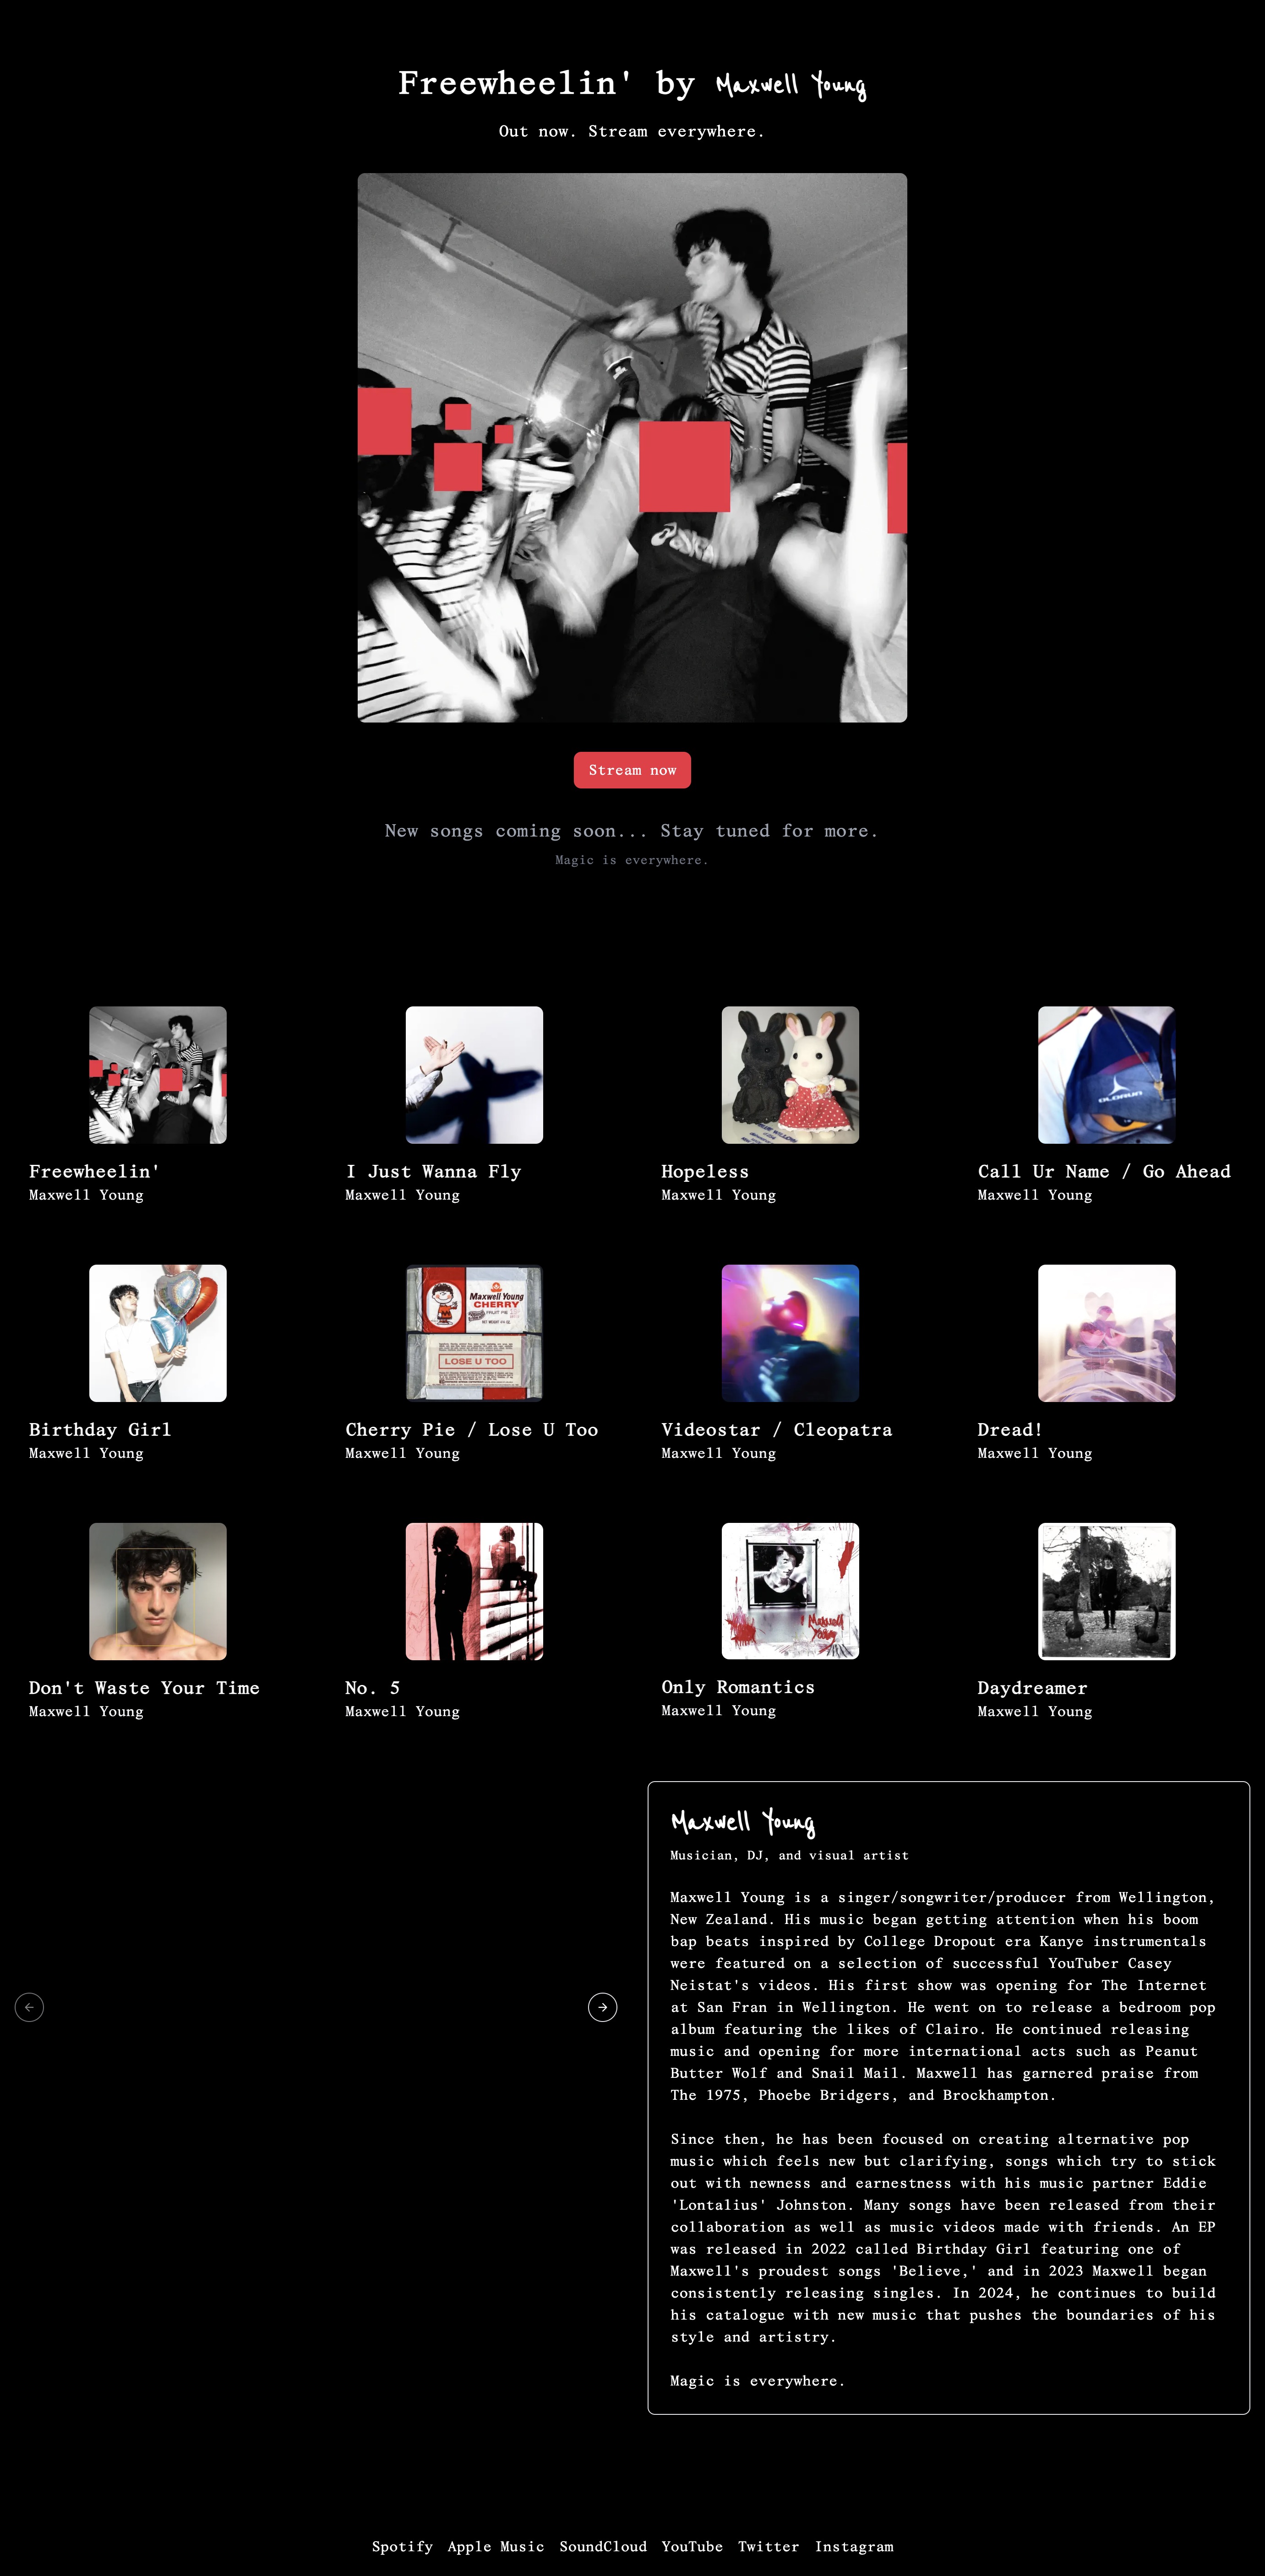 Freewheelin' by Maxwell Young
Out now. Stream everywhere.
Stream now
New songs coming soon... Stay tuned for more.
Magic is everywhere.
OLORUN
Freewheelin'
Maxwell Young
I Just Wanna Fly
Maxwell Young
Hopeless
Maxwell Young
Call Ur Name / Go Ahead
Maxwell Young
Maxwell Young
CHERRY
FRUIT PIE
LOSE U TOO
Birthday Girl
Maxwell Young
Cherry Pie / Lose U Too
Maxwell Young
Videostar / Cleopatra
Maxwell Young
Dread!
Maxwell Young
Maxwell
Young
Don't Waste Your Time
Maxwell Young
No. 5
Maxwell Young
Only Romantics
Maxwell Young
Daydreamer
Maxwell Young
Maxwell Young
Musician, DJ, and visual artist
Maxwell Young is a singer/songwriter/producer from Wellington,
New Zealand. His music began getting attention when his boom
bap beats inspired by College Dropout era Kanye instrumentals
were featured on a selection of successful YouTuber Casey
Neistat's videos. His first show was opening for The Internet
at San Fran in Wellington. He went on to release a bedroom pop
album featuring the likes of Clairo. He continued releasing
music and opening for more international acts such as Peanut
Butter Wolf and Snail Mail. Maxwell has garnered praise from
The 1975, Phoebe Bridgers, and Brockhampton.
Since then, he has been focused on creating alternative pop
music which feels new but clarifying, songs which try to stick
out with newness and earnestness with his music partner Eddie
'Lontalius' Johnston. Many songs have been released from their
collaboration as well as music videos made with friends. An EP
was released in 2022 called Birthday Girl featuring one of
Maxwell's proudest songs 'Believe,' and in 2023 Maxwell began
consistently releasing singles. In 2024, he continues to build
his catalogue with new music that pushes the boundaries of his
style and artistry.
Magic is everywhere.
Spotify Apple Music SoundCloud YouTube Twitter Instagram